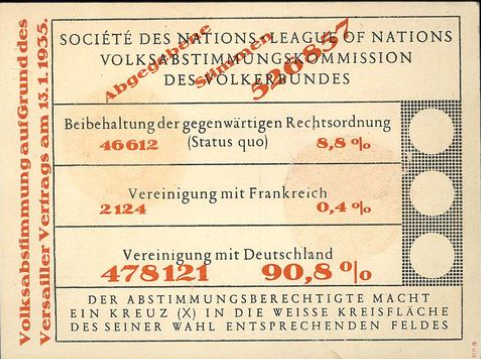 Volksabstimmung auf Grund des
Versailler Vertrags am 13.1.1935.
SOCIÉTÉ DES NATIONS-LEAGUE OF NATIONS
VOLKSABSTIMMUNGSKOMMISSION
DES VÖLKERBUNDES
Abgegebene
Stimmen
520837
Beibehaltung der gegenwärtigen Rechtsordnung
(Status quo)
46612 8,8 %
Vereinigung mit Frankreich
2124 0,4 %
Vereinigung mit Deutschland
478121 90,8 %
DER ABSTIMMUNGSBERECHTIGTE MACHT
EIN KREUZ (X) IN DIE WEISSE KREISFLÄCHE
DES SEINER WAHL ENTSPRECHENDEN FELDES